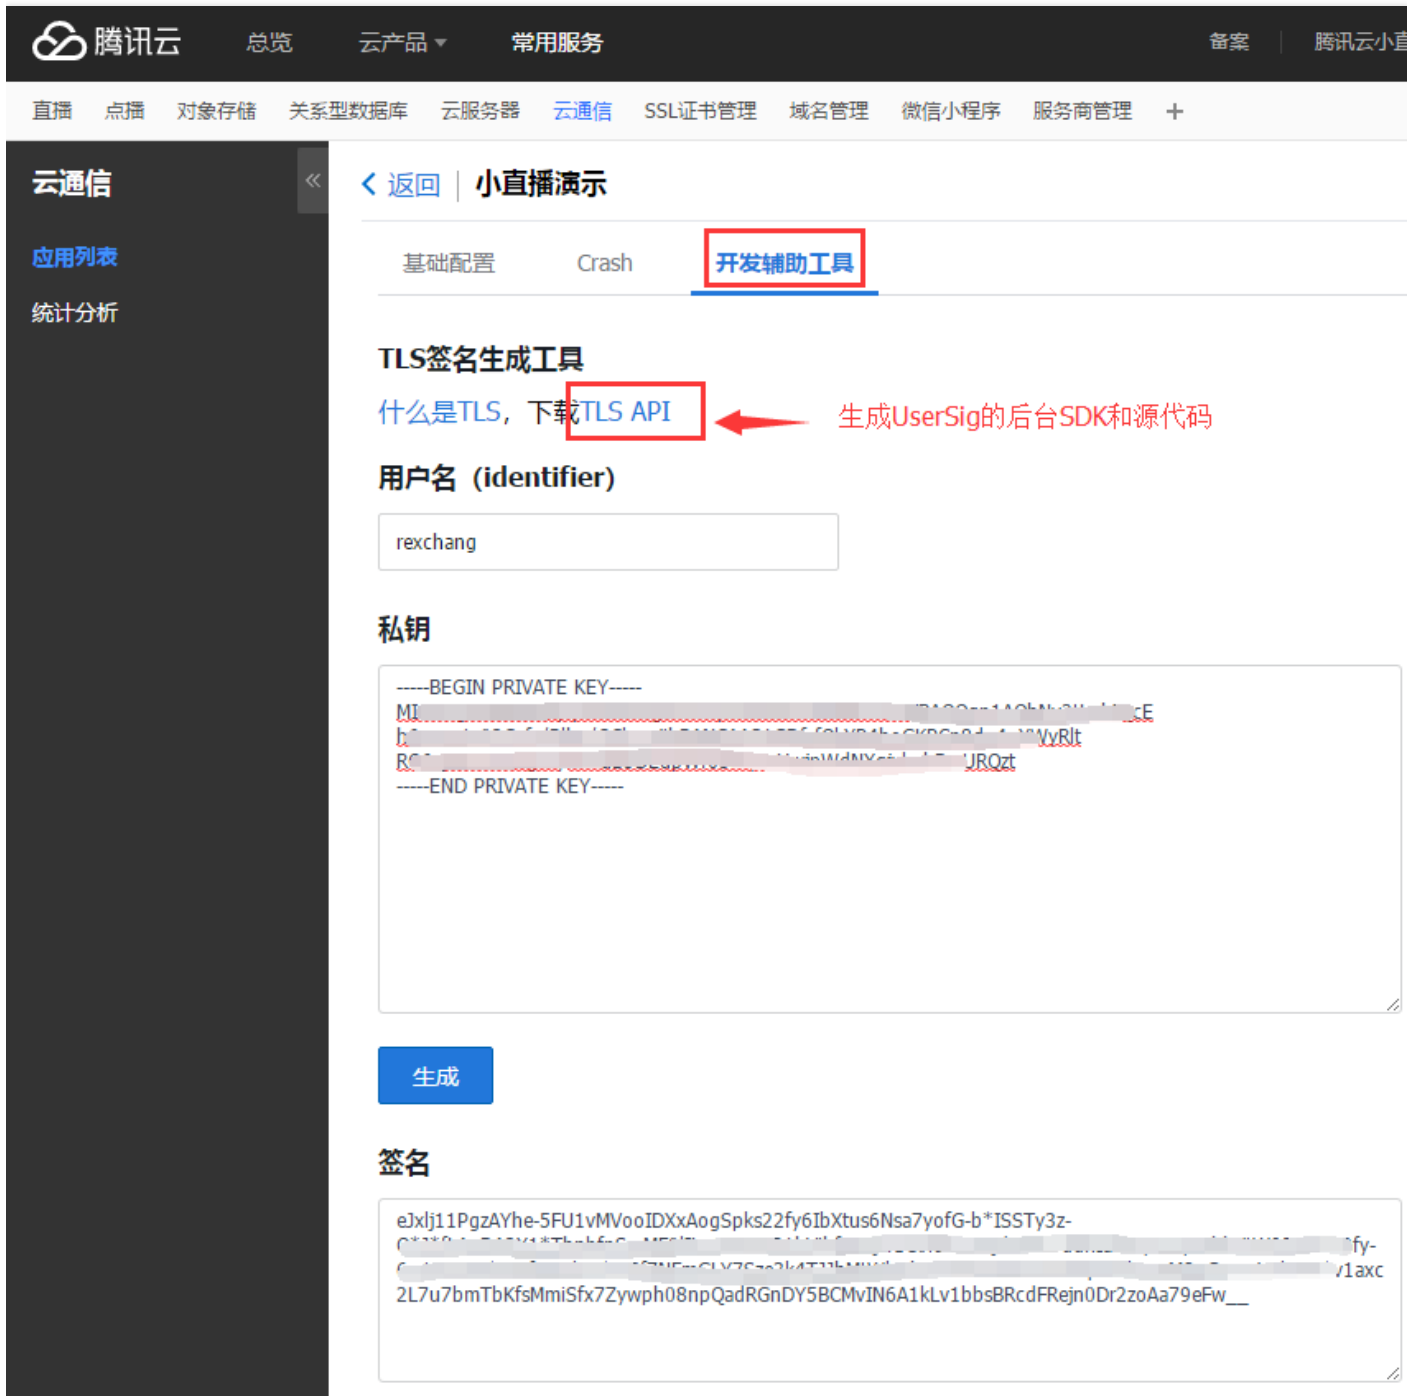 腾讯云 总览 云产品 常用服务 备案 腾讯云小直
直播 点播 对象存储 关系型数据库 云服务器 云通信 SSL证书管理 域名管理 微信小程序 服务商管理 +
云通信 « 返回 小直播演示
应用列表
统计分析
基础配置 Crash 开发辅助工具
TLS签名生成工具
什么是TLS，下载TLS API 生成UserSig的后台SDK和源代码
用户名（identifier）
rexchang
私钥
-----BEGIN PRIVATE KEY-----
-----END PRIVATE KEY-----
生成
签名
eJxlj11PgzAYhe-5FU1vMVooIDXxAogSpks22fy6IbXtus6Nsa7yofG-b*ISSTy3z-
2L7u7bmTbKfsMmiSfx7Zywph08npQadRGnDY5BCMvIN6A1kLv1bbsBRcdFRejn0Dr2zoAa79eFw__